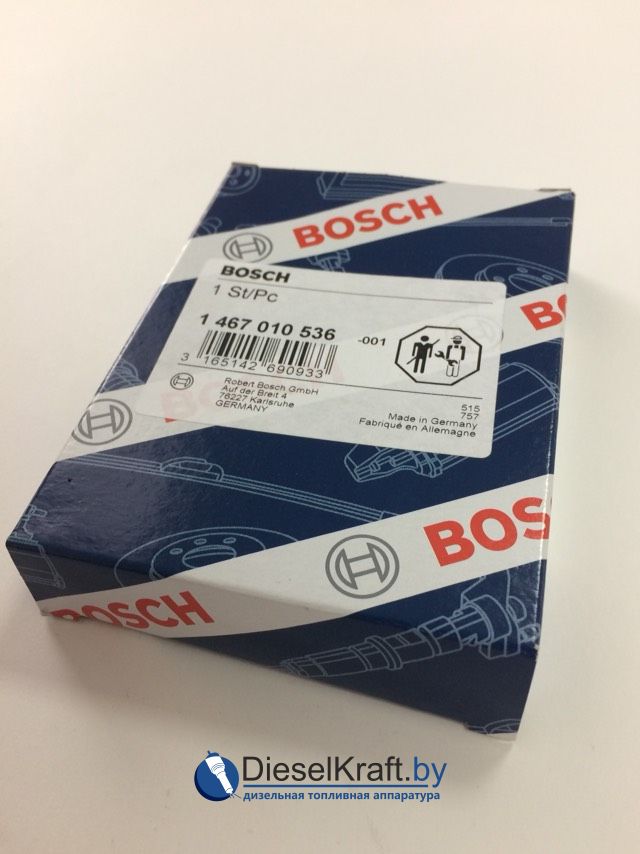 BOSCH
BOSCH
BOSCH
1 St/Pc
1 467 010 536 -001
3 165142 690933
Robert Bosch GmbH
Auf der Breit 4
76227 Karlsruhe
GERMANY
515
757
Made in Germany
Fabriqué en Allemagne
BOSCH
BOSCH
DieselKraft.by
дизельная топливная аппаратура